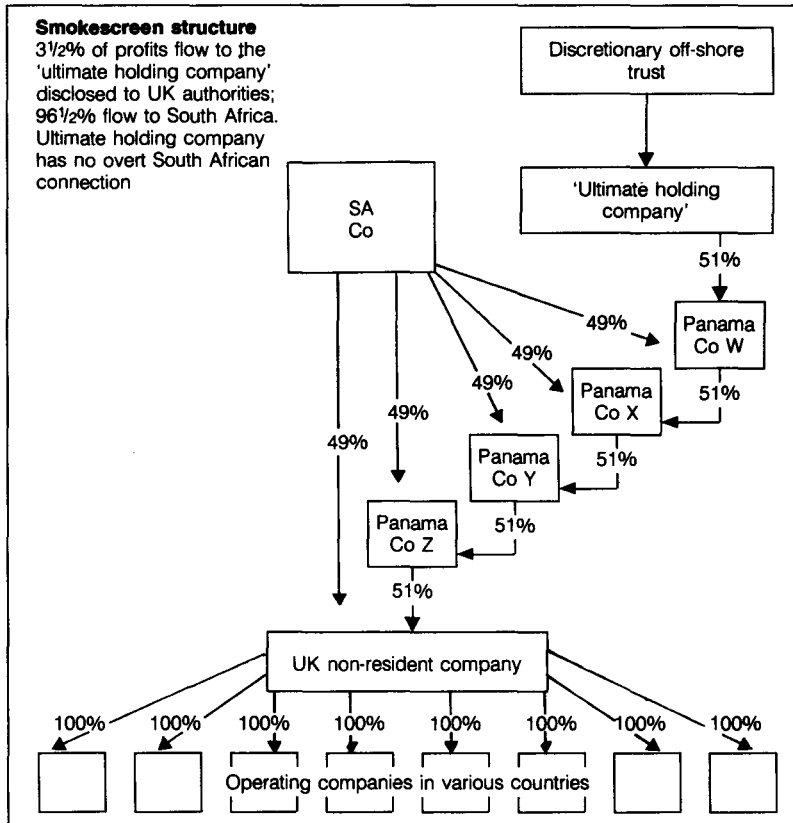 Smokescreen structure
3½% of profits flow to the
‘ultimate holding company’
disclosed to UK authorities;
96½% flow to South Africa.
Ultimate holding company
has no overt South African
connection
Discretionary off-shore
trust
‘Ultimate holding
company’
51%
SA
Co
49%
Panama
Co W
49%
51%
49%
Panama
Co X
49%
51%
49%
Panama
Co Y
51%
Panama
Co Z
51%
UK non-resident company
100%
100%
100%
100%
100%
100%
100%
100%
Operating companies in various countries